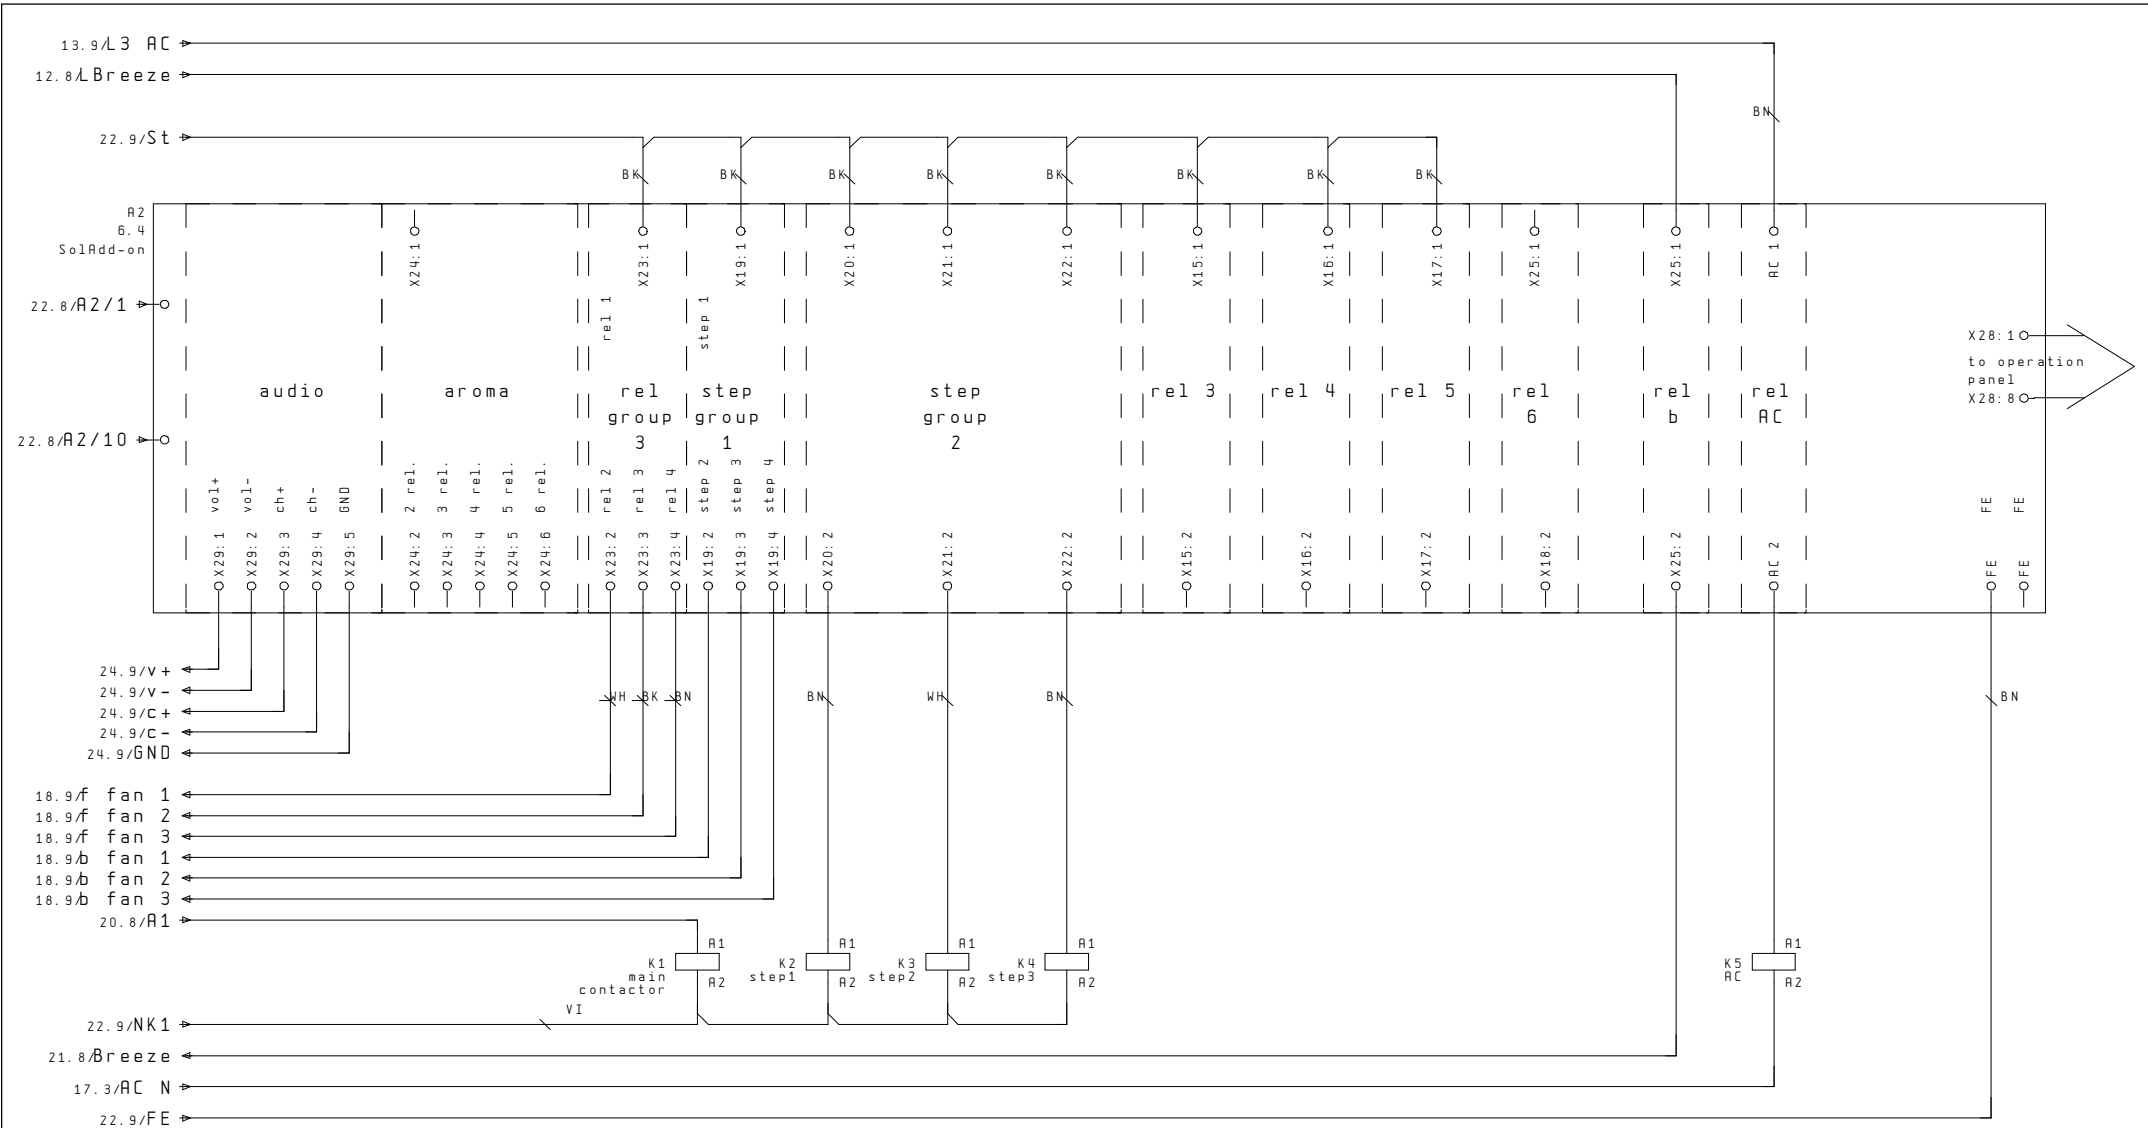 13.9/L3 AC
12.8/LBreeze
BN
22.9/St
BK BK BK BK BK BK BK BK
A2
6.4
SolAdd-on
X24:1 X23:1 X19:1 X20:1 X21:1 X22:1 X15:1 X16:1 X17:1 X25:1 X25:1 AC 1
22.8/A2/1
rel 1 step 1
X28:1
to operation
panel
X28:8
audio aroma rel step step rel 3 rel 4 rel 5 rel rel rel
group group group 6 b AC
3 1 2
22.8/A2/10
vol+ vol- ch+ ch- GND 2 rel. 3 rel. 4 rel. 5 rel. 6 rel. rel 2 rel 3 rel 4 step 2 step 3 step 4 FE FE
X29:1 X29:2 X29:3 X29:4 X29:5 X24:2 X24:3 X24:4 X24:5 X24:6 X23:2 X23:3 X23:4 X19:2 X19:3 X19:4 X20:2 X21:2 X22:2 X15:2 X16:2 X17:2 X18:2 X25:2 AC 2 FE FE
24.9/v+
24.9/v-
WH BK BN BN WH BN BN
24.9/c+
24.9/c-
24.9/GND
18.9/f fan 1
18.9/f fan 2
18.9/f fan 3
18.9/b fan 1
18.9/b fan 2
18.9/b fan 3
20.8/A1
A1 A1 A1 A1 A1
K1 K2 K3 K4 K5
main step1 step2 step3 AC
contactor
A2 A2 A2 A2 A2
VI
22.9/NK1
21.8/Breeze
17.3/AC N
22.9/FE